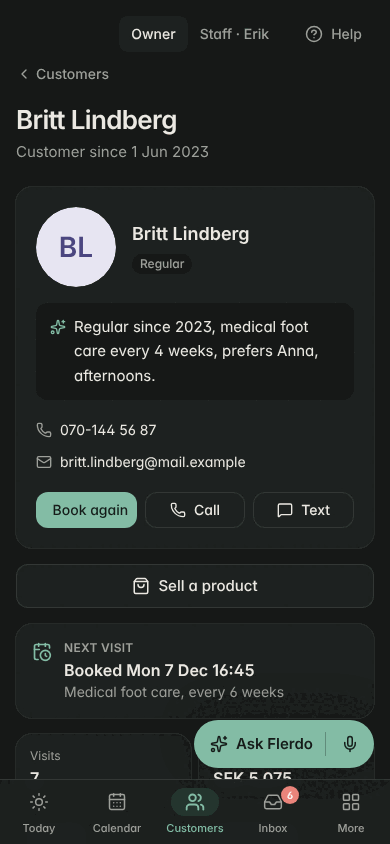 Owner
Staff · Erik
Help
Customers
Britt Lindberg
Customer since 1 Jun 2023
BL
Britt Lindberg
Regular
Regular since 2023, medical foot
care every 4 weeks, prefers Anna,
afternoons.
070-144 56 87
britt.lindberg@mail.example
Book again
Call
Text
Sell a product
NEXT VISIT
Booked Mon 7 Dec 16:45
Medical foot care, every 6 weeks
Visits
Ask Flerdo
7
SEK 5 075
6
Today
Calendar
Customers
Inbox
More